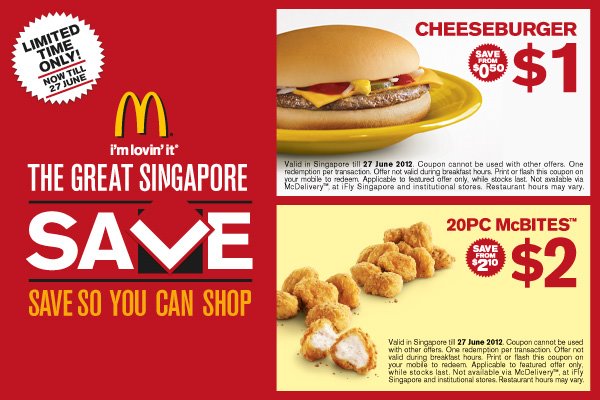 LIMITED
TIME
ONLY!
NOW TILL
27 JUNE
i'm lovin' it®
THE GREAT SINGAPORE
SAVE
SAVE SO YOU CAN SHOP
CHEESEBURGER
SAVE
FROM
$0.50
$1
Valid in Singapore till 27 June 2012. Coupon cannot be used with other offers. One
redemption per transaction. Offer not valid during breakfast hours. Print or flash this coupon on
your mobile to redeem. Applicable to featured offer only, while stocks last. Not available via
McDelivery™, at iFly Singapore and institutional stores. Restaurant hours may vary.
20PC McBITES™
SAVE
FROM
$2.10
$2
Valid in Singapore till 27 June 2012. Coupon cannot be used
with other offers. One redemption per transaction. Offer not
valid during breakfast hours. Print or flash this coupon on
your mobile to redeem. Applicable to featured offer only,
while stocks last. Not available via McDelivery™, at iFly
Singapore and institutional stores. Restaurant hours may vary.